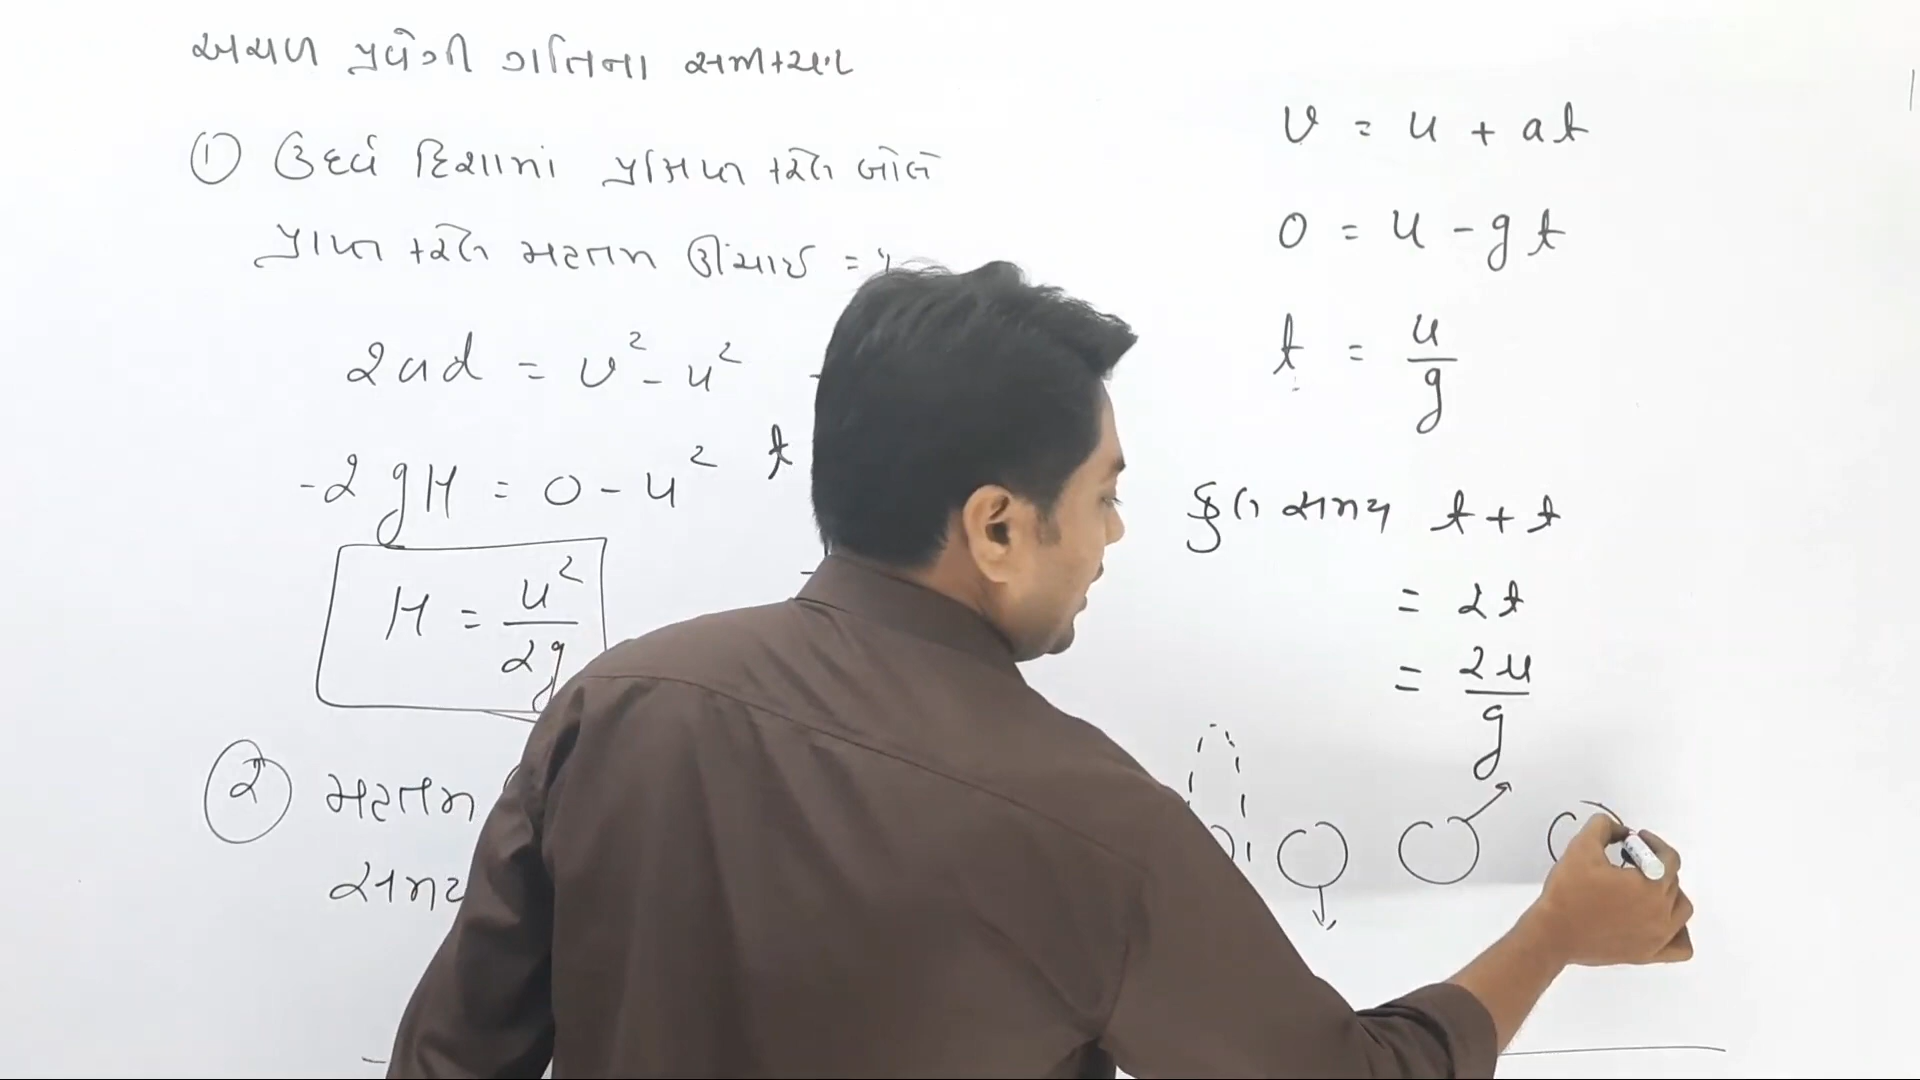 અચળ પ્રવેગી ગતિના સમીકરણ
① ઉર્ધ્વ દિશામાં પ્રક્ષિપ્ત કરેલ બોલે
પ્રાપ્ત કરેલ મહત્તમ ઊંચાઈ =
2ad = v² - u²
-2gH = 0 - u²
t
H = u²/2g
② મહત્તમ
સમય
v = u + at
0 = u - gt
t = u/g
કુલ સમય t + t
= 2t
= 2u/g